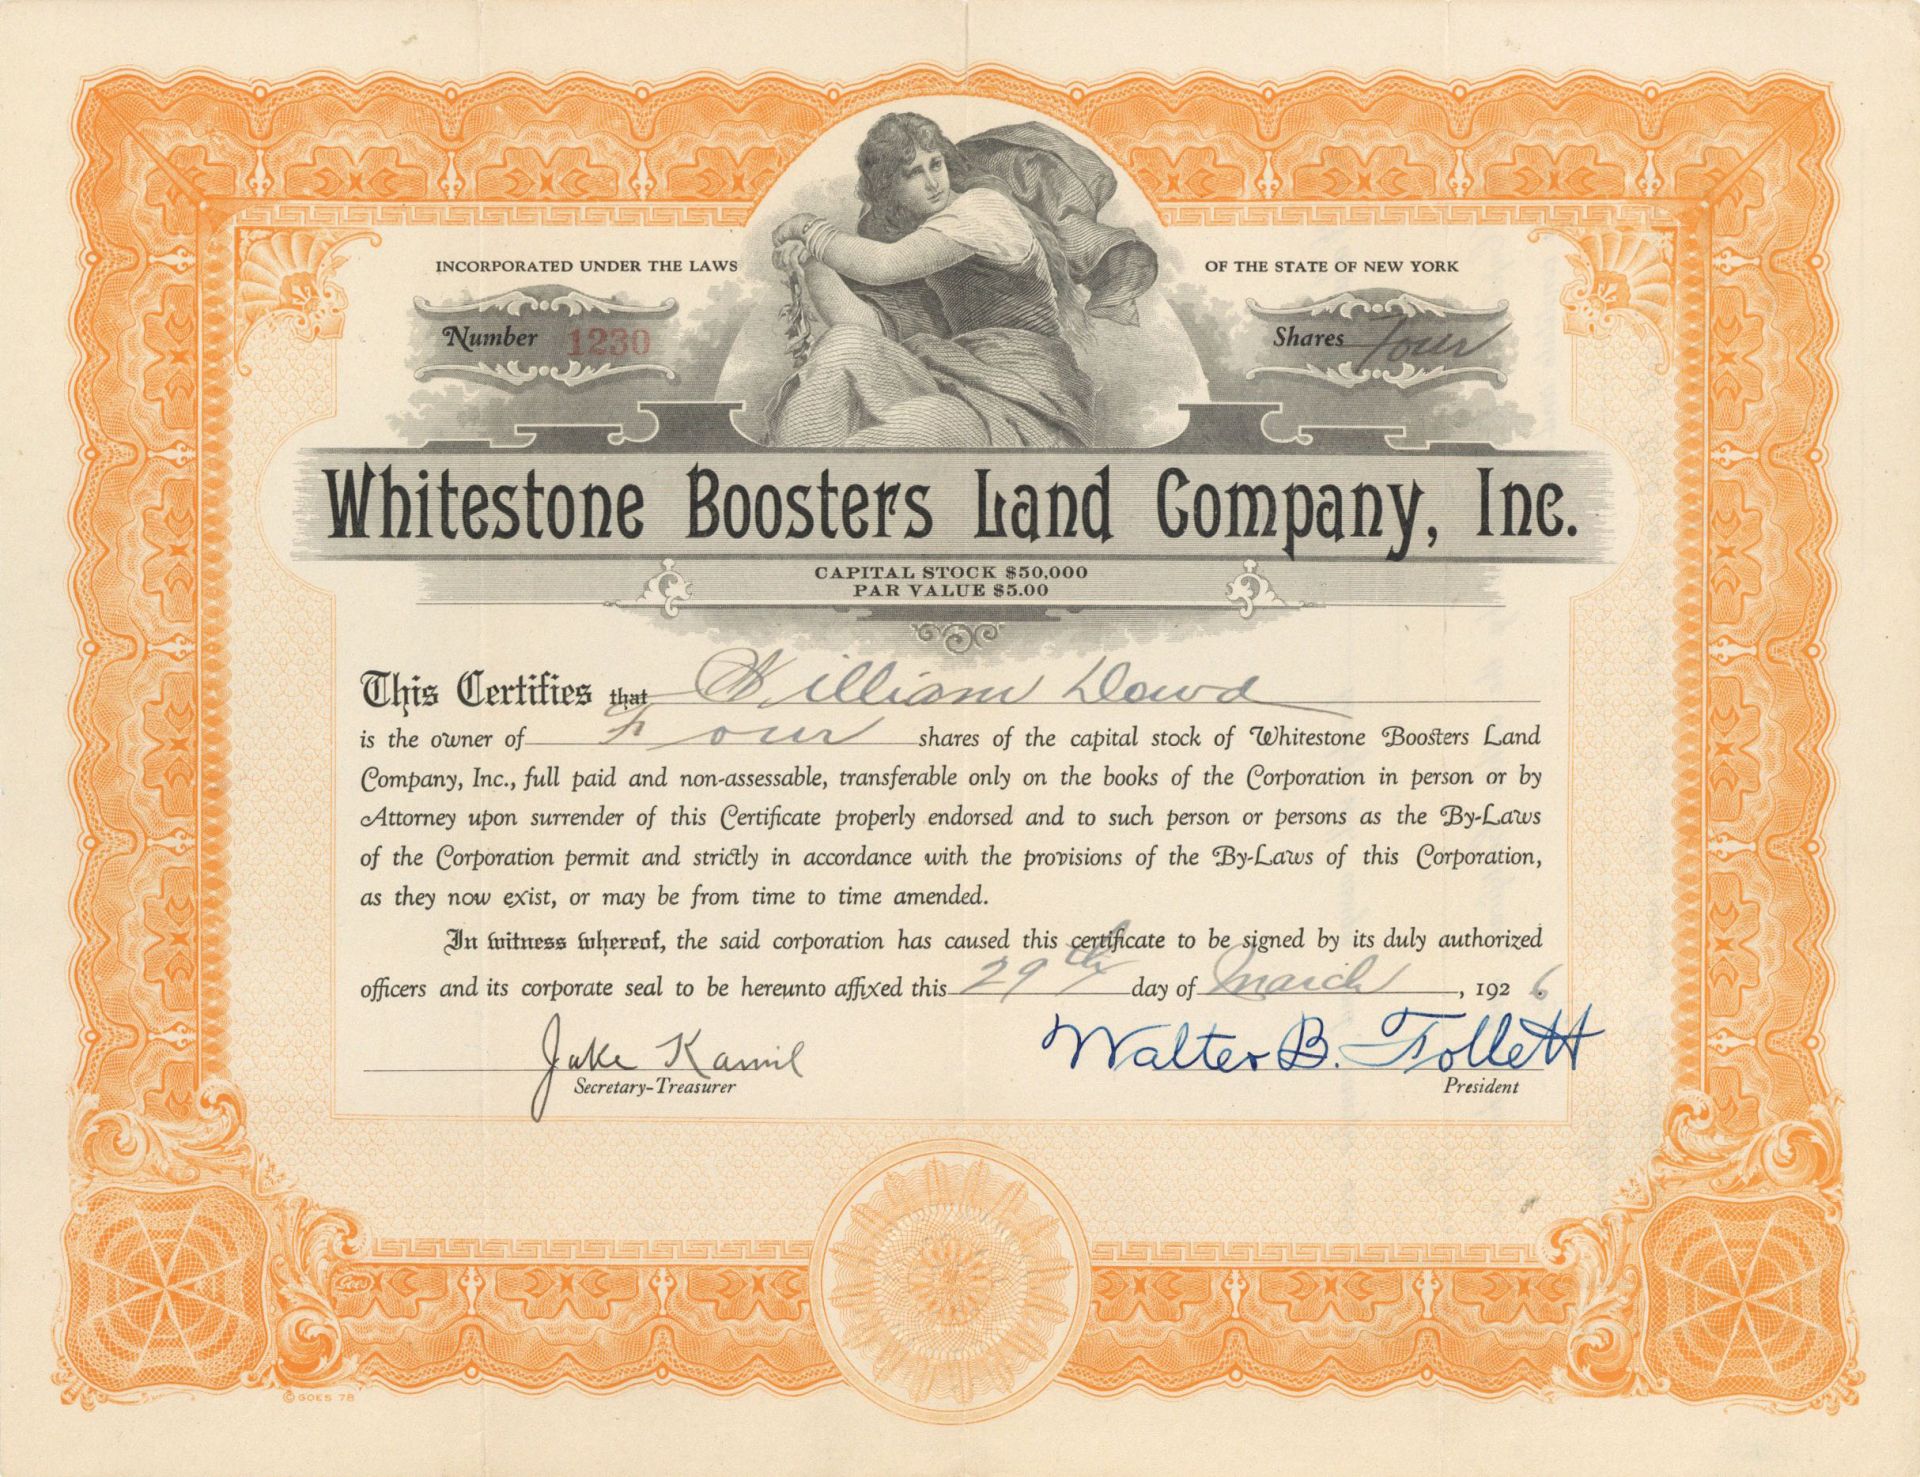 INCORPORATED UNDER THE LAWS OF THE STATE OF NEW YORK
Number 1230 Shares Four
Whitestone Boosters Land Company, Inc.
CAPITAL STOCK $50,000
PAR VALUE $5.00
This Certifies that William Dowd
is the owner of Four shares of the capital stock of Whitestone Boosters Land
Company, Inc., full paid and non-assessable, transferable only on the books of the Corporation in person or by
Attorney upon surrender of this Certificate properly endorsed and to such person or persons as the By-Laws
of the Corporation permit and strictly in accordance with the provisions of the By-Laws of this Corporation,
as they now exist, or may be from time to time amended.
In witness whereof, the said corporation has caused this certificate to be signed by its duly authorized
officers and its corporate seal to be hereunto affixed this 29th day of March, 1926
Jake Kamil Walter B. Follett
Secretary-Treasurer President
Goes
© GOES 78